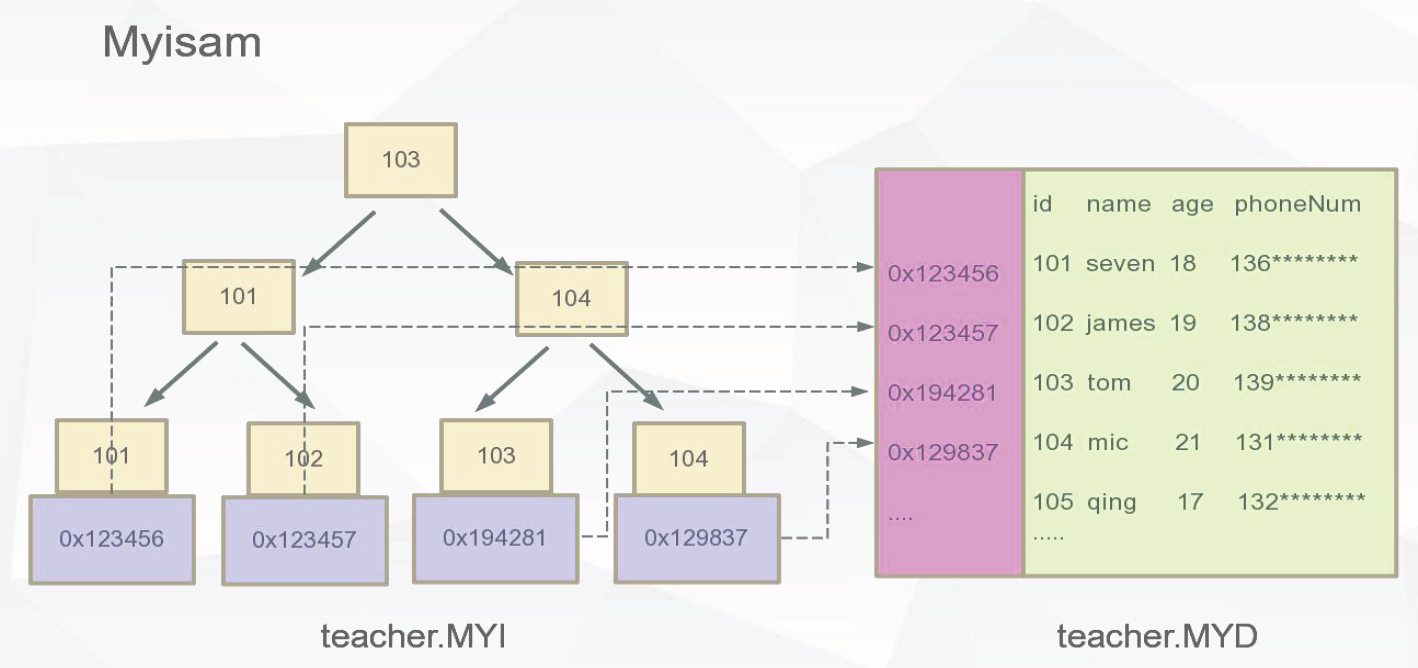 Myisam
103
101
104
101
102
103
104
0x123456
0x123457
0x194281
0x129837
teacher.MYI
id name age phoneNum
0x123456 101 seven 18 136********
0x123457 102 james 19 138********
0x194281 103 tom 20 139********
0x129837 104 mic 21 131********
105 qing 17 132********
....
.....
teacher.MYD